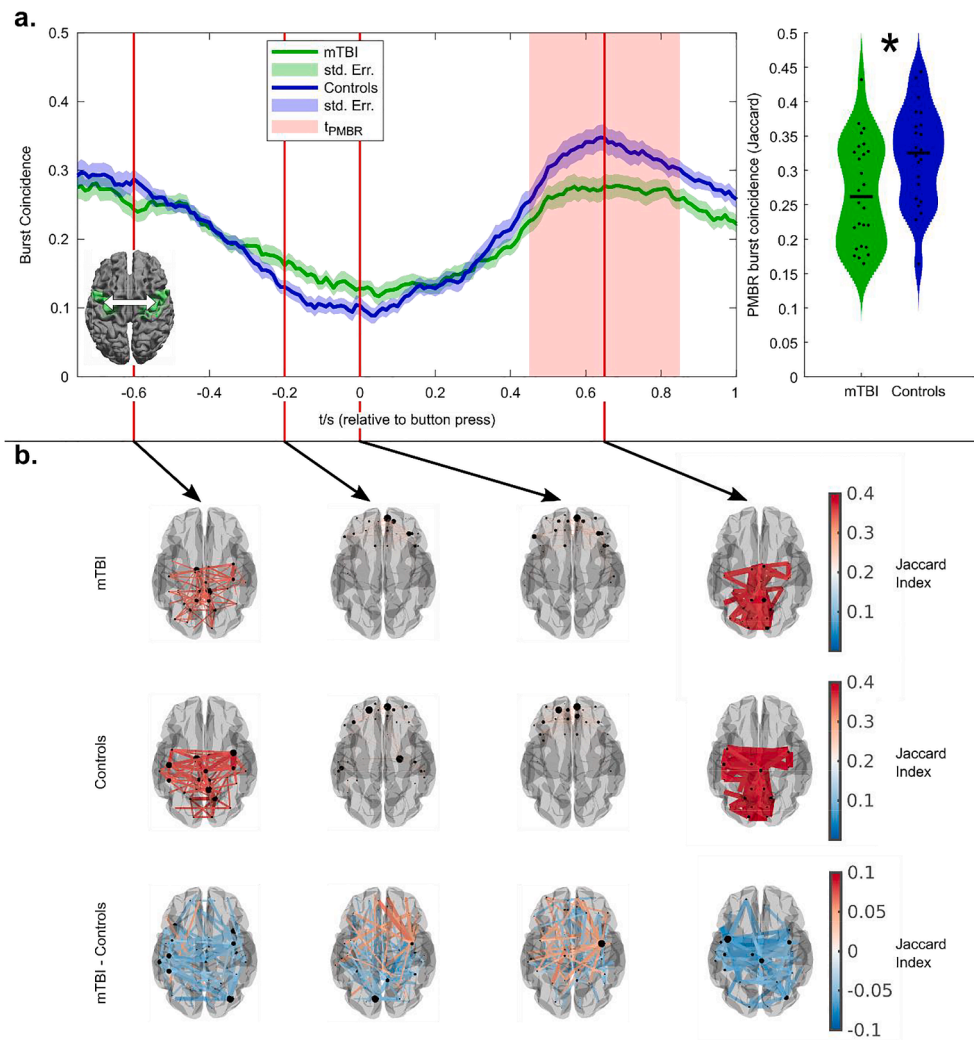 a.
0.5
0.4
0.3
0.2
0.1
0
Burst Coincidence
mTBI
std. Err.
Controls
std. Err.
tPMBR
-0.6
-0.4
-0.2
0
0.2
0.4
0.6
0.8
1
t/s (relative to button press)
*
0.5
0.45
0.4
0.35
0.3
0.25
0.2
0.15
0.1
0.05
0
PMBR burst coincidence (Jaccard)
mTBI
Controls
b.
mTBI
0.4
0.3
0.2
0.1
Jaccard
Index
Controls
0.4
0.3
0.2
0.1
Jaccard
Index
mTBI - Controls
0.1
0.05
0
-0.05
-0.1
Jaccard
Index